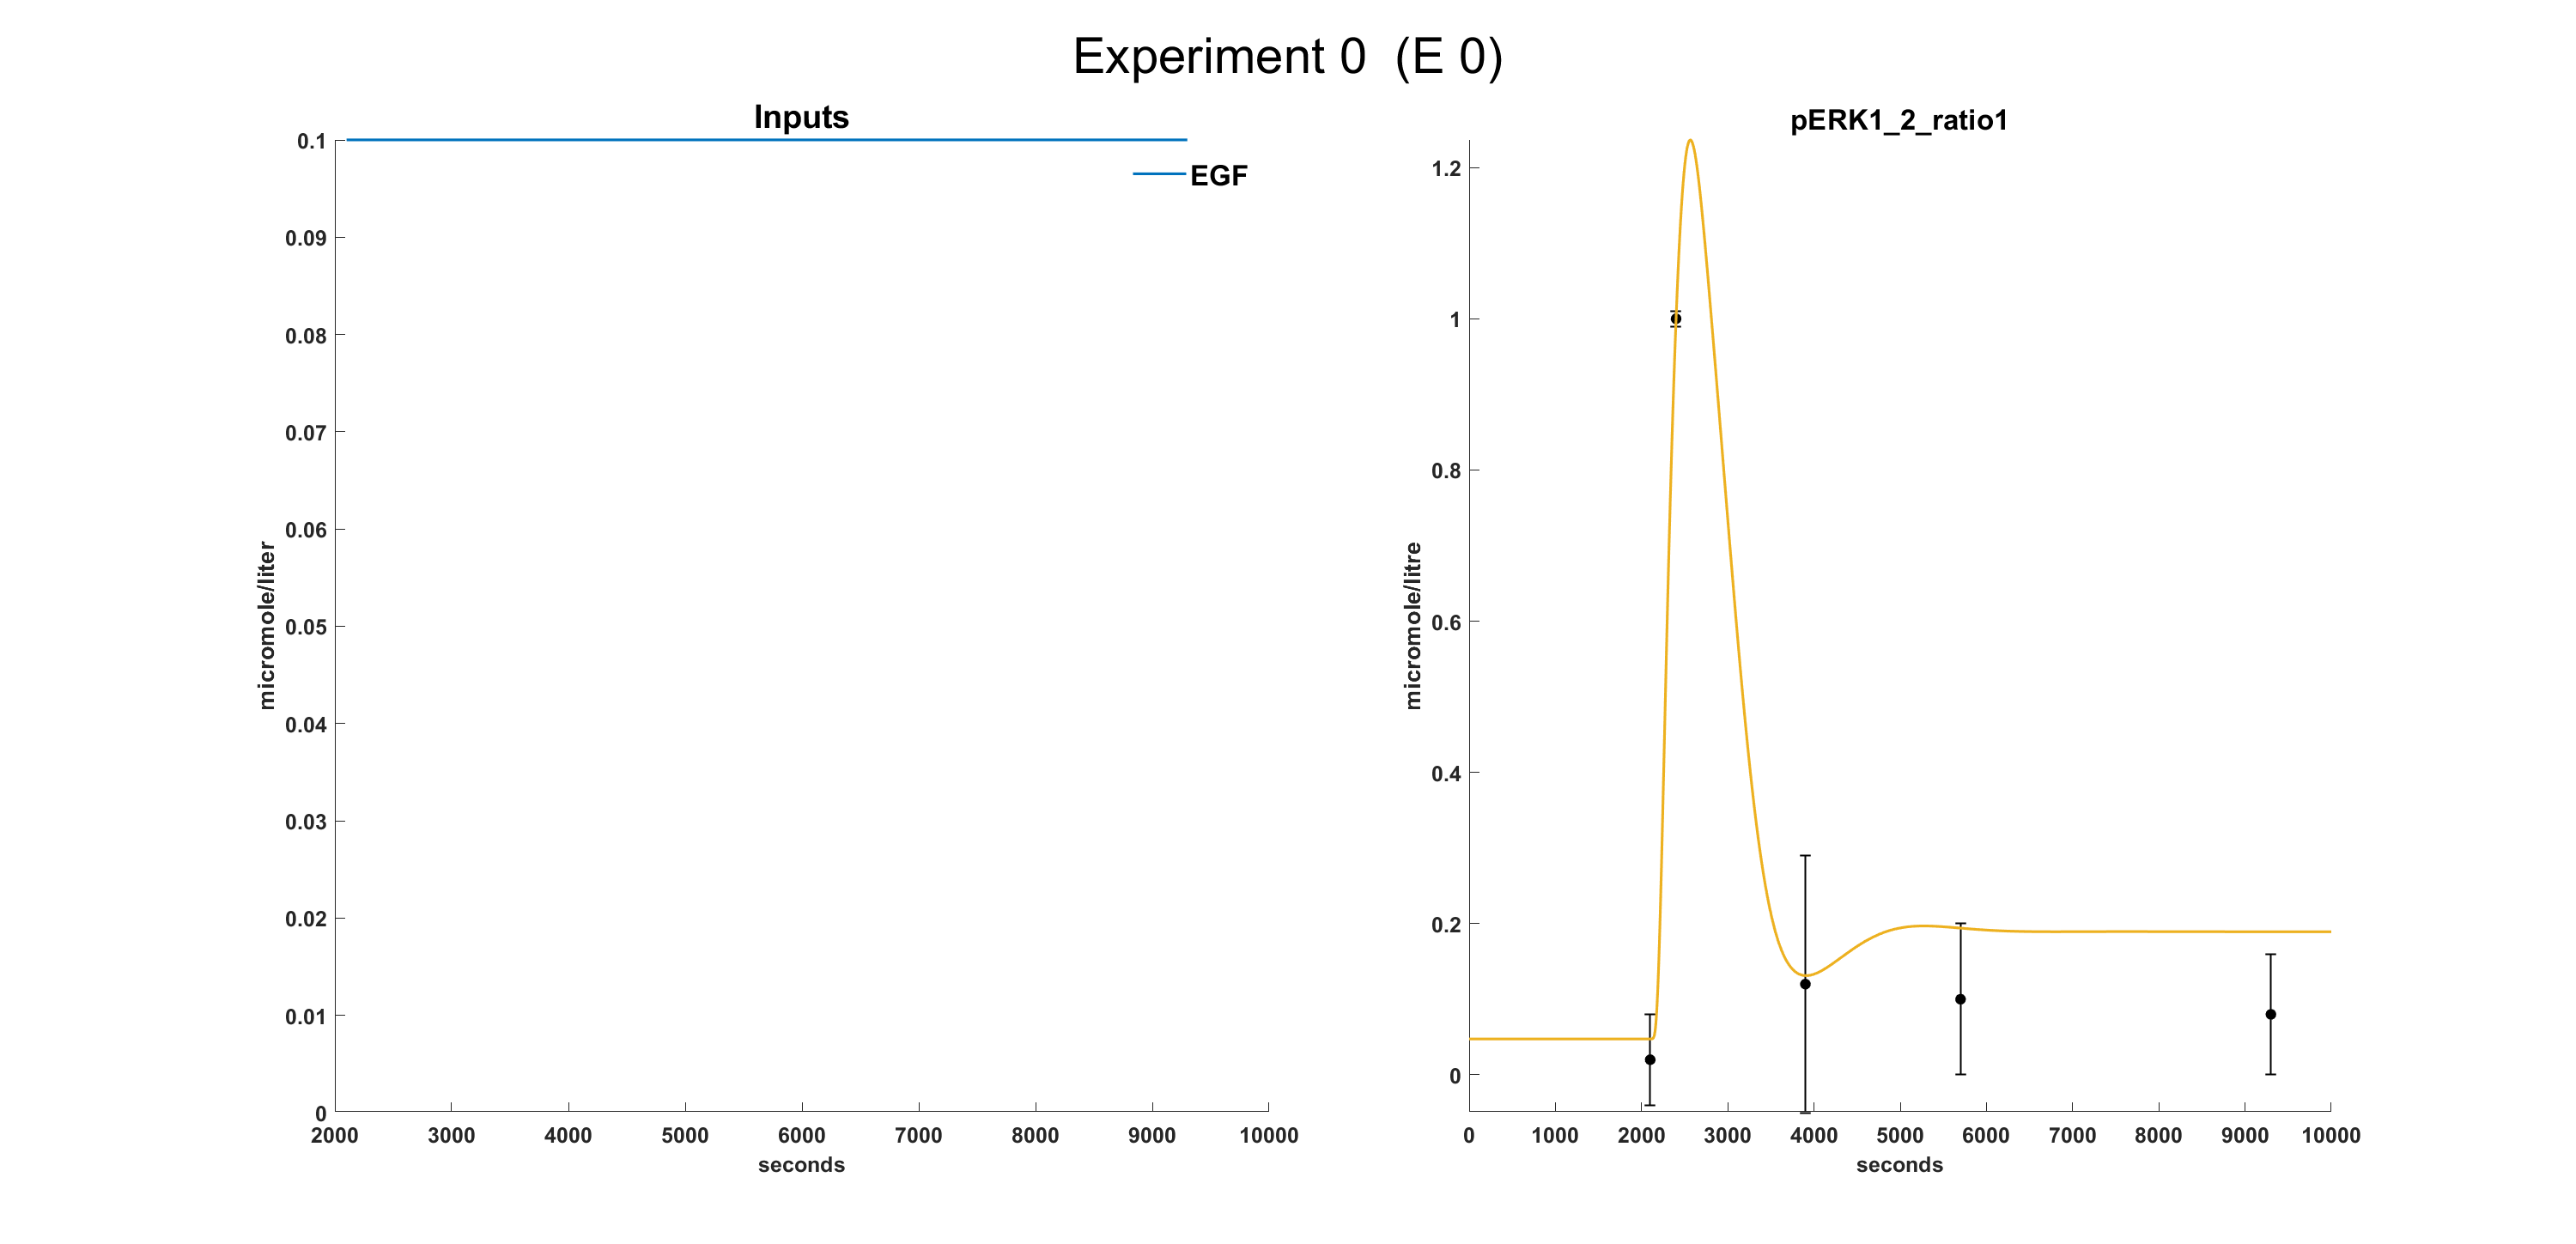 Experiment 0  (E 0)
Inputs
EGF
0.1
0.09
0.08
0.07
0.06
0.05
0.04
0.03
0.02
0.01
0
micromole/liter
2000 3000 4000 5000 6000 7000 8000 9000 10000
seconds
pERK1_2_ratio1
1.2
1
0.8
0.6
0.4
0.2
0
micromole/litre
0 1000 2000 3000 4000 5000 6000 7000 8000 9000 10000
seconds